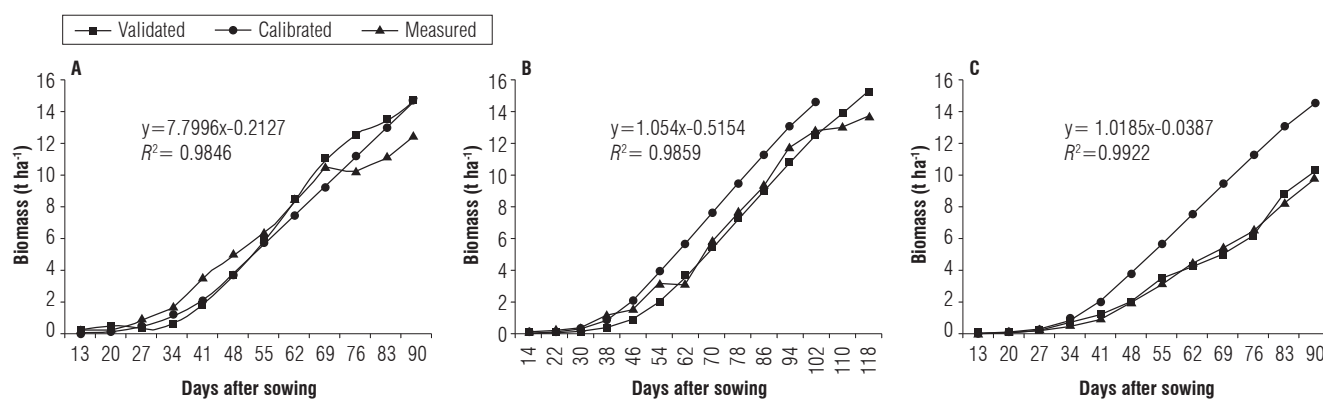 Validated Calibrated Measured
A
16
14
12
10
8
6
4
2
0
y=7.7996x-0.2127
R²= 0.9846
Biomass (t ha⁻¹)
13 20 27 34 41 48 55 62 69 76 83 90
Days after sowing
B
16
14
12
10
8
6
4
2
0
y=1.054x-0.5154
R²= 0.9859
Biomass (t ha⁻¹)
14 22 30 38 46 54 62 70 78 86 94 102 110 118
Days after sowing
C
16
14
12
10
8
6
4
2
0
y= 1.0185x-0.0387
R²=0.9922
Biomass (t ha⁻¹)
13 20 27 34 41 48 55 62 69 76 83 90
Days after sowing